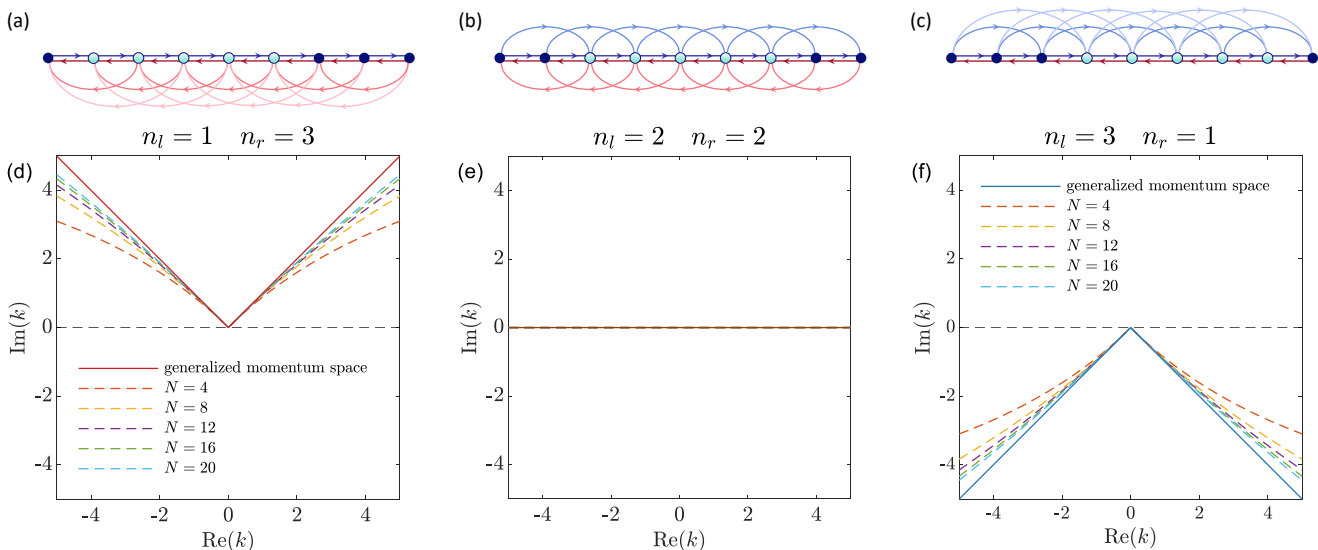 (a)
(b)
(c)
n_l = 1 n_r = 3
n_l = 2 n_r = 2
n_l = 3 n_r = 1
(d)
4
2
0
-2
-4
Im(k)
generalized momentum space
N = 4
N = 8
N = 12
N = 16
N = 20
-4 -2 0 2 4
Re(k)
(e)
4
2
0
-2
-4
Im(k)
-4 -2 0 2 4
Re(k)
(f)
4
2
0
-2
-4
Im(k)
generalized momentum space
N = 4
N = 8
N = 12
N = 16
N = 20
-4 -2 0 2 4
Re(k)